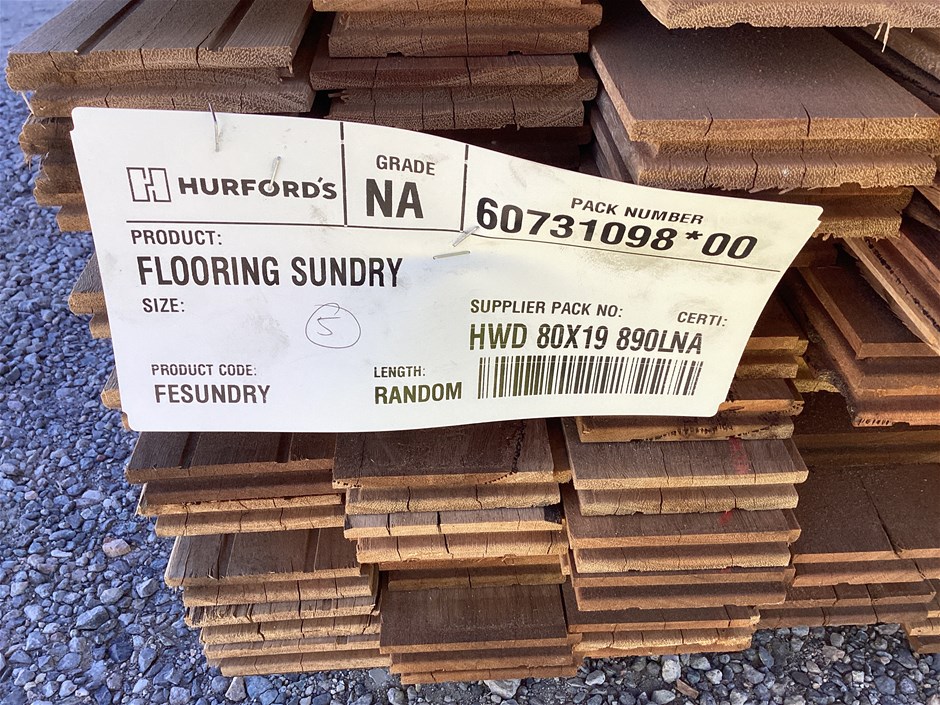 HURFORD'S
GRADE
NA
PACK NUMBER
60731098*00
PRODUCT:
FLOORING SUNDRY
SIZE:
5
SUPPLIER PACK NO:
CERTI:
HWD 80X19 890LNA
PRODUCT CODE:
FESUNDRY
LENGTH:
RANDOM